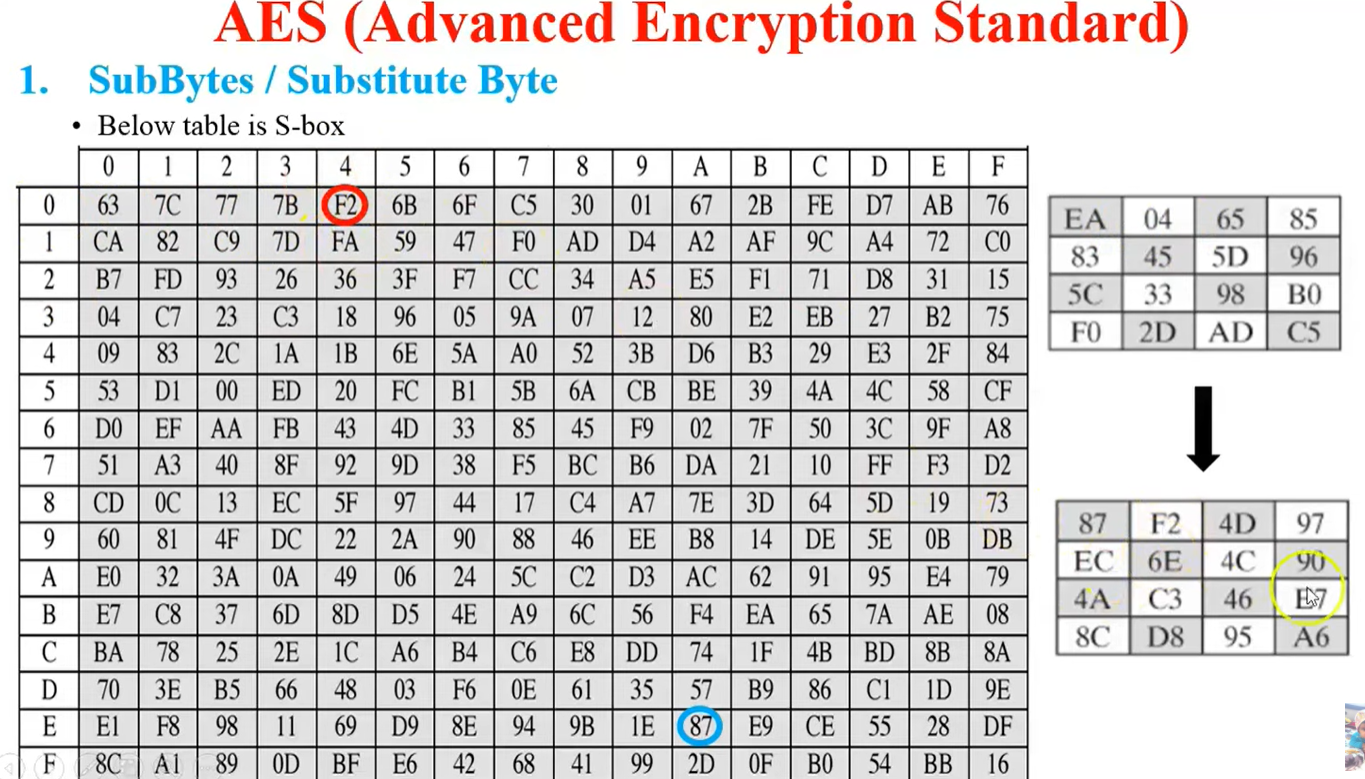 AES (Advanced Encryption Standard)
1. SubBytes / Substitute Byte
• Below table is S-box
0 1 2 3 4 5 6 7 8 9 A B C D E F
0 63 7C 77 7B F2 6B 6F C5 30 01 67 2B FE D7 AB 76
1 CA 82 C9 7D FA 59 47 F0 AD D4 A2 AF 9C A4 72 C0
2 B7 FD 93 26 36 3F F7 CC 34 A5 E5 F1 71 D8 31 15
3 04 C7 23 C3 18 96 05 9A 07 12 80 E2 EB 27 B2 75
4 09 83 2C 1A 1B 6E 5A A0 52 3B D6 B3 29 E3 2F 84
5 53 D1 00 ED 20 FC B1 5B 6A CB BE 39 4A 4C 58 CF
6 D0 EF AA FB 43 4D 33 85 45 F9 02 7F 50 3C 9F A8
7 51 A3 40 8F 92 9D 38 F5 BC B6 DA 21 10 FF F3 D2
8 CD 0C 13 EC 5F 97 44 17 C4 A7 7E 3D 64 5D 19 73
9 60 81 4F DC 22 2A 90 88 46 EE B8 14 DE 5E 0B DB
A E0 32 3A 0A 49 06 24 5C C2 D3 AC 62 91 95 E4 79
B E7 C8 37 6D 8D D5 4E A9 6C 56 F4 EA 65 7A AE 08
C BA 78 25 2E 1C A6 B4 C6 E8 DD 74 1F 4B BD 8B 8A
D 70 3E B5 66 48 03 F6 0E 61 35 57 B9 86 C1 1D 9E
E E1 F8 98 11 69 D9 8E 94 9B 1E 87 E9 CE 55 28 DF
F 8C A1 89 0D BF E6 42 68 41 99 2D 0F B0 54 BB 16
EA 04 65 85
83 45 5D 96
5C 33 98 B0
F0 2D AD C5
87 F2 4D 97
EC 6E 4C 90
4A C3 46 E7
8C D8 95 A6